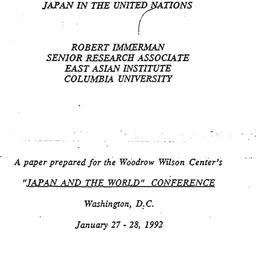 JAPAN IN THE UNITED NATIONS
ROBERT IMMERMAN
SENIOR RESEARCH ASSOCIATE
EAST ASIAN INSTITUTE
COLUMBIA UNIVERSITY
A paper prepared for the Woodrow Wilson Center's
"JAPAN AND THE WORLD" CONFERENCE
Washington, D.C.
January 27 - 28, 1992